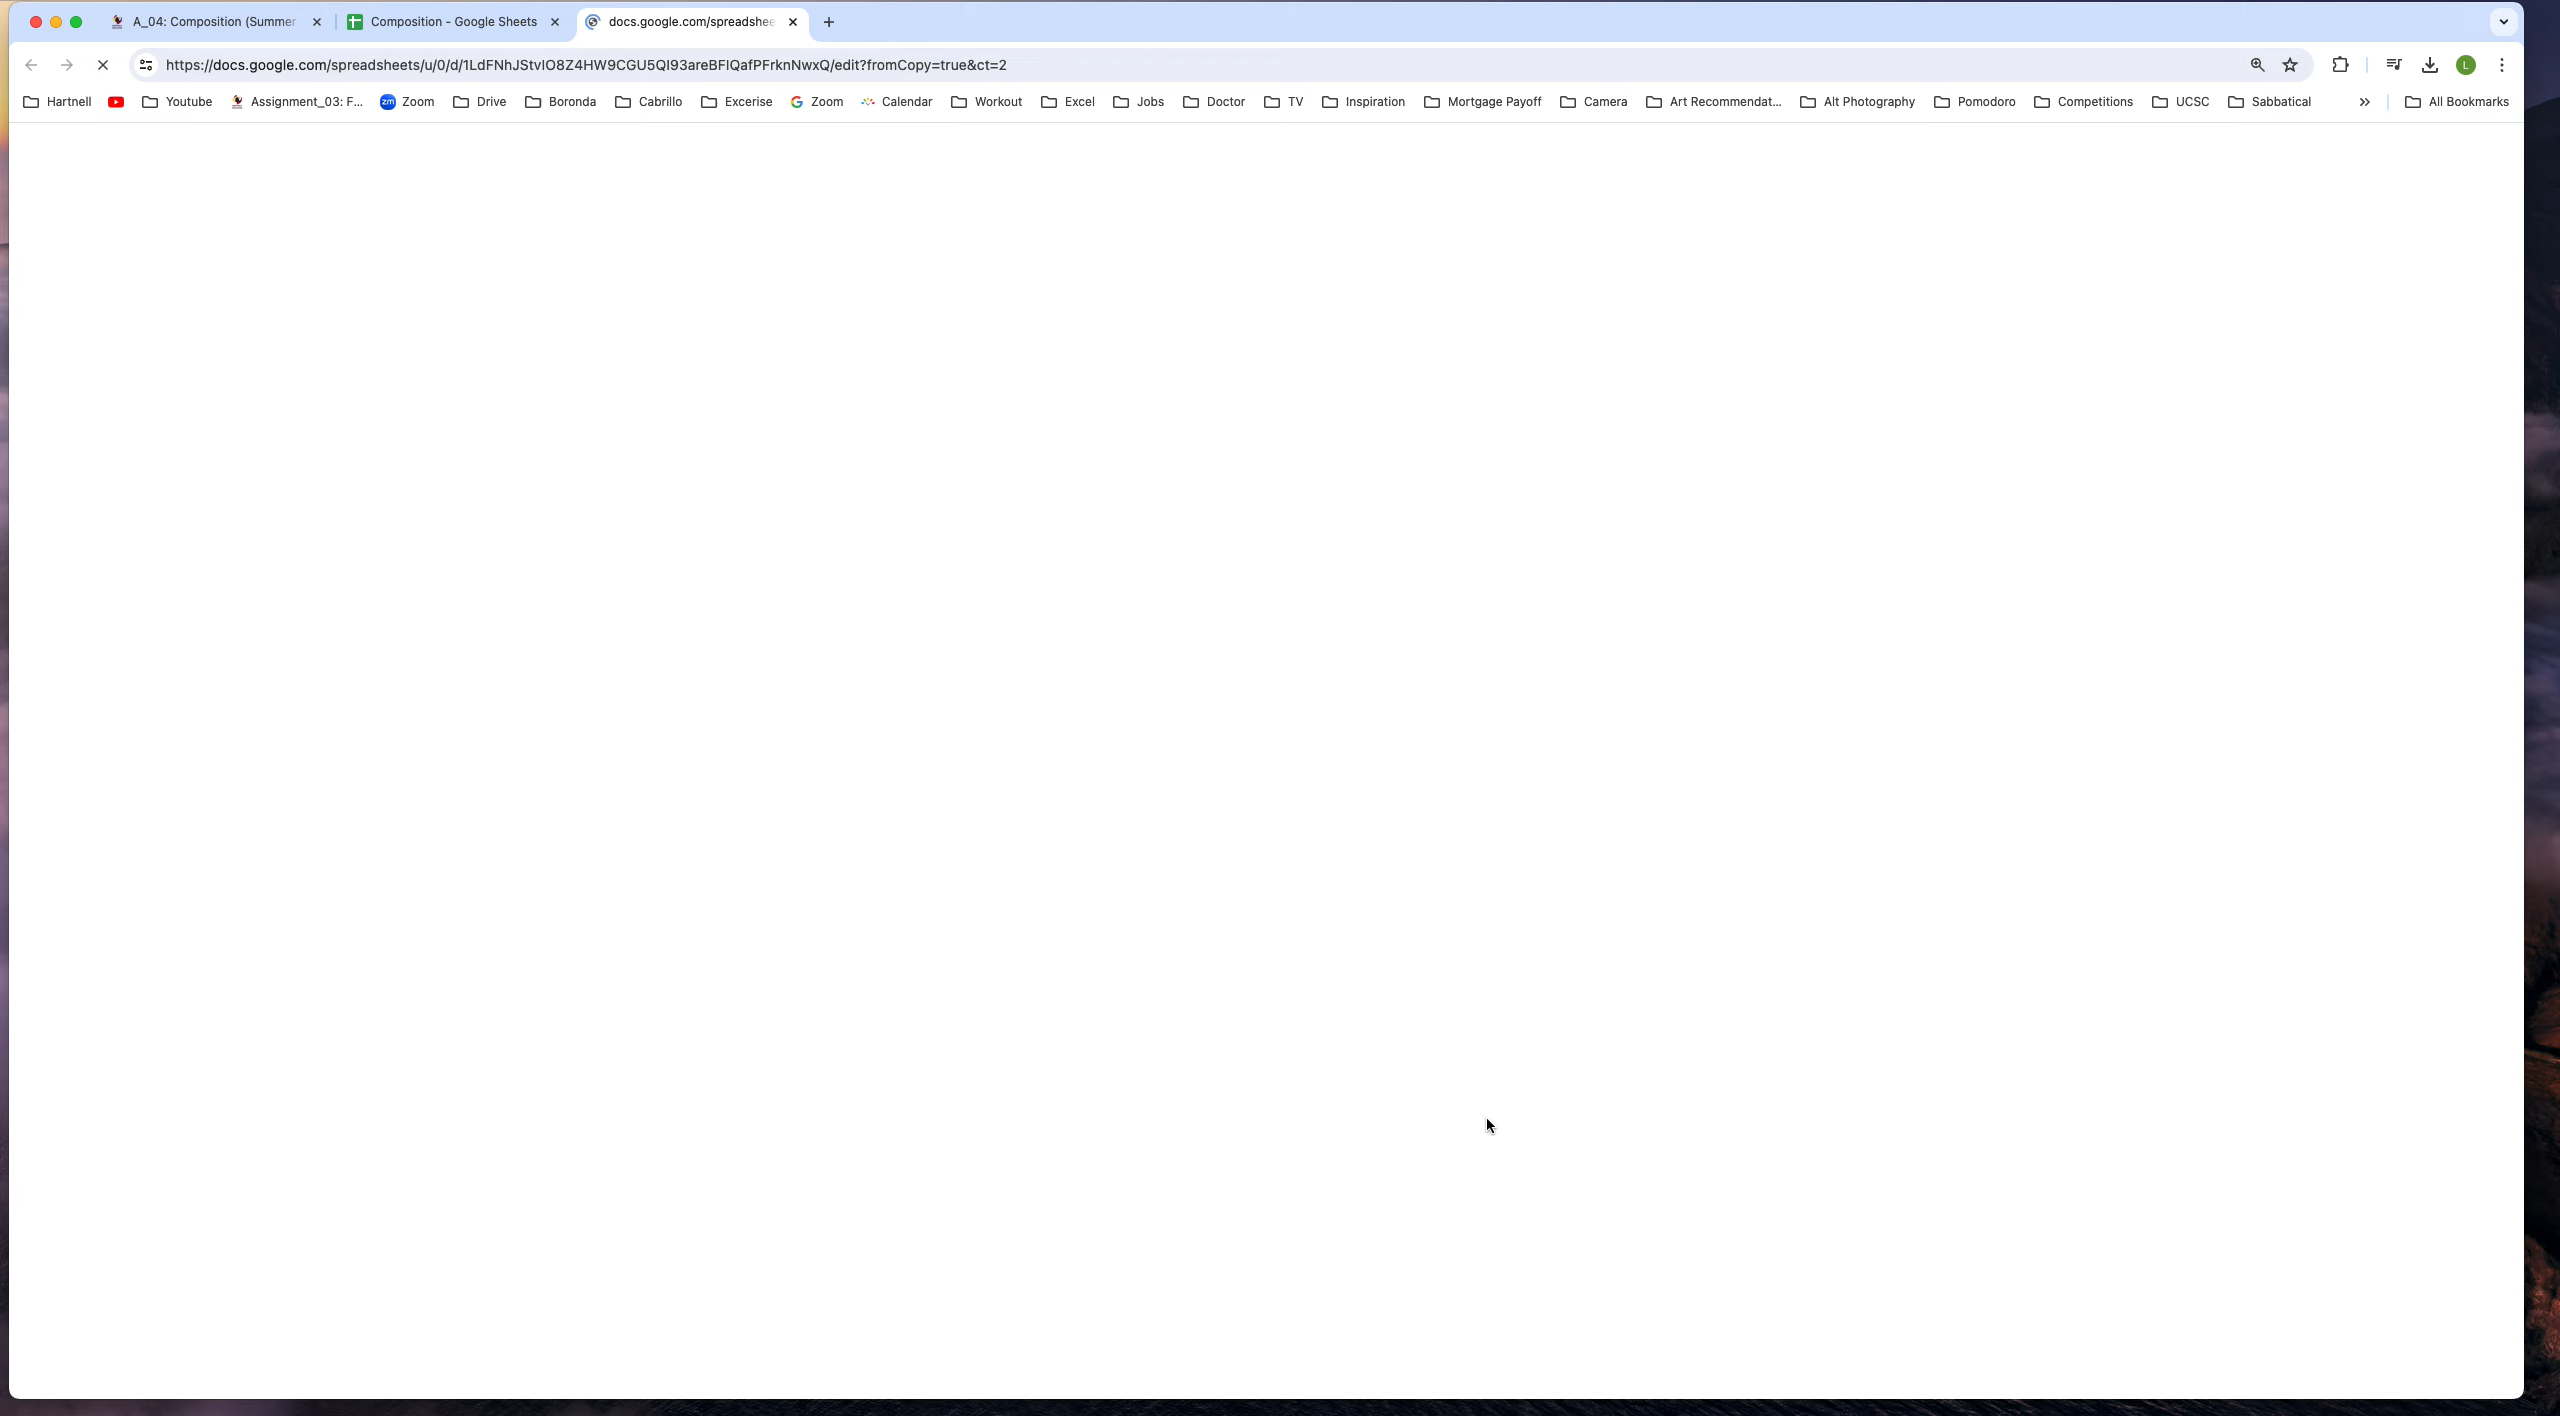 A_04: Composition (Summer
Composition - Google Sheets
docs.google.com/spreadshee
https://docs.google.com/spreadsheets/u/0/d/1LdFNhJStvIO8Z4HW9CGU5QI93areBFIQafPFrknNwxQ/edit?fromCopy=true&ct=2
L
Hartnell
Youtube
Assignment_03: F...
zm
Zoom
Drive
Boronda
Cabrillo
Excerise
Zoom
Calendar
Workout
Excel
Jobs
Doctor
TV
Inspiration
Mortgage Payoff
Camera
Art Recommendat...
Alt Photography
Pomodoro
Competitions
UCSC
Sabbatical
All Bookmarks